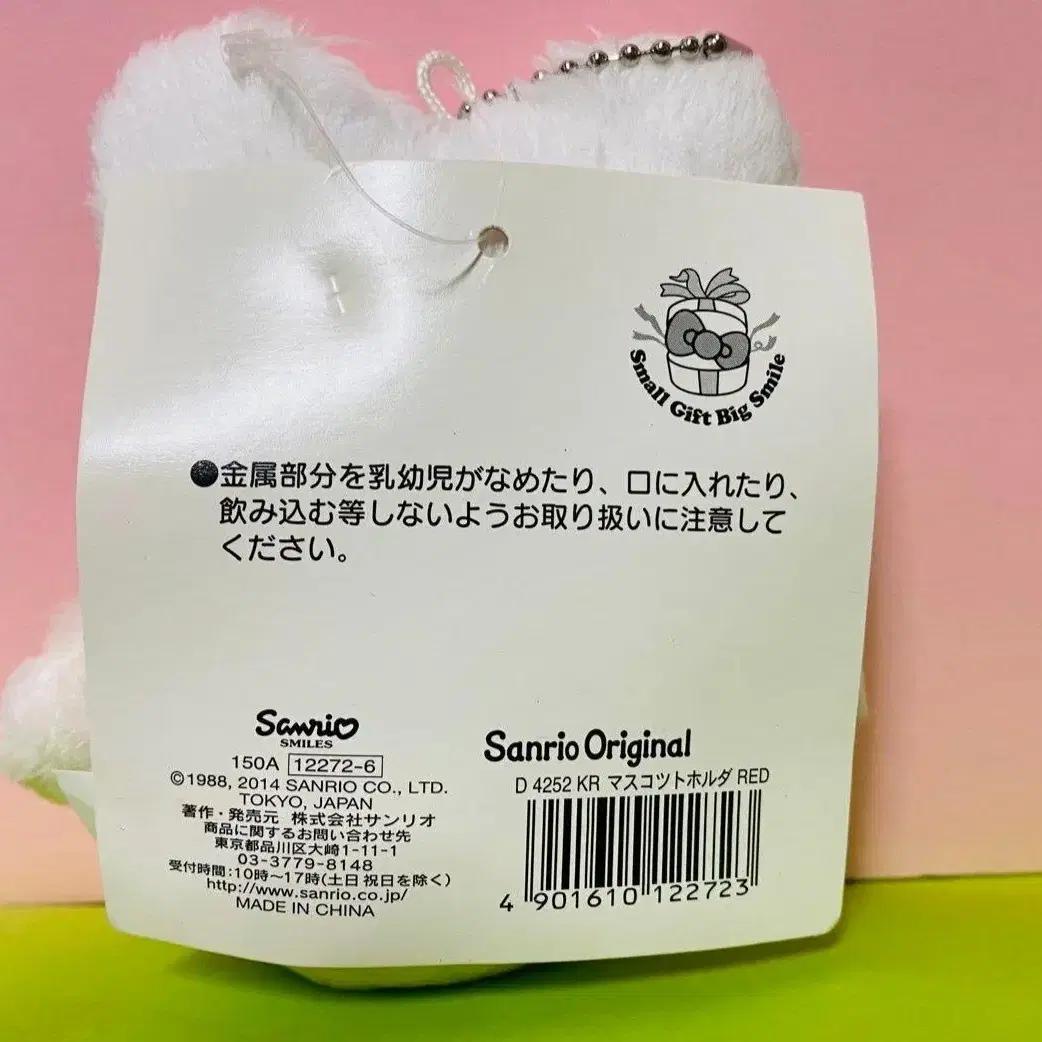 Small Gift Big Smile
●金属部分を乳幼児がなめたり、口に入れたり、
飲み込む等しないようお取り扱いに注意して
ください。
Sanrio
SMILES
150A 12272-6
©1988, 2014 SANRIO CO., LTD.
TOKYO, JAPAN
著作・発売元 株式会社サンリオ
商品に関するお問い合わせ先
東京都品川区大崎1-11-1
03-3779-8148
受付時間:10時〜17時(土日 祝日を除く)
http://www.sanrio.co.jp/
MADE IN CHINA
Sanrio Original
D 4252 KR マスコツトホルダ RED
4 901610 122723